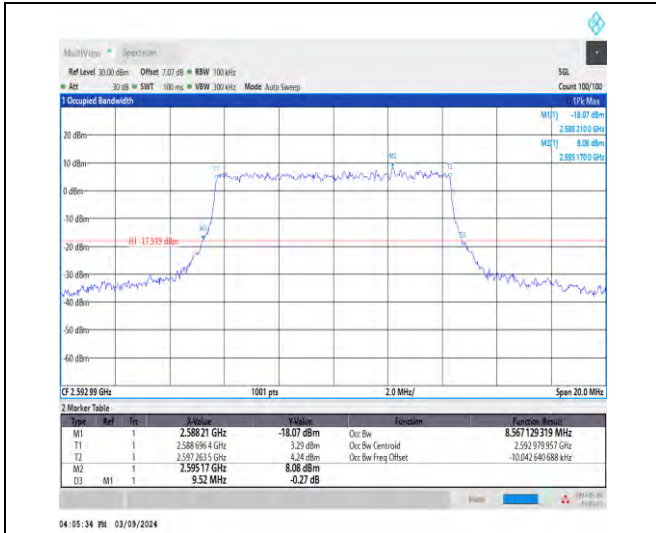 MultiView Spectrum
Ref Level 30.00 dBm Offset 7.07 dB RBW 100 kHz SGL
Att 30 dB SWT 100 ms VBW 300 kHz Mode Auto Sweep Count 100/100
1 Occupied Bandwidth 1Pk Max
M1[1] -18.07 dBm
2.588 2100 GHz
M2[1] 8.08 dBm
2.595 1700 GHz
20 dBm
10 dBm
0 dBm
-10 dBm
-20 dBm
-30 dBm
-40 dBm
-50 dBm
-60 dBm
T1
M2
T2
M1
D3
H1 -17.919 dBm
CF 2.592 99 GHz 1001 pts 2.0 MHz/ Span 20.0 MHz
2 Marker Table
Type Ref Trc X-Value Y-Value Function Function Result
M1 1 2.588 21 GHz -18.07 dBm Occ Bw 8.567 129 319 MHz
T1 1 2.588 696 4 GHz 3.29 dBm Occ Bw Centroid 2.592 979 957 GHz
T2 1 2.597 263 5 GHz 4.24 dBm Occ Bw Freq Offset -10.042 640 688 kHz
M2 1 2.595 17 GHz 8.08 dBm
D3 M1 1 9.52 MHz -0.27 dB
04:05:34 PM 03/09/2024